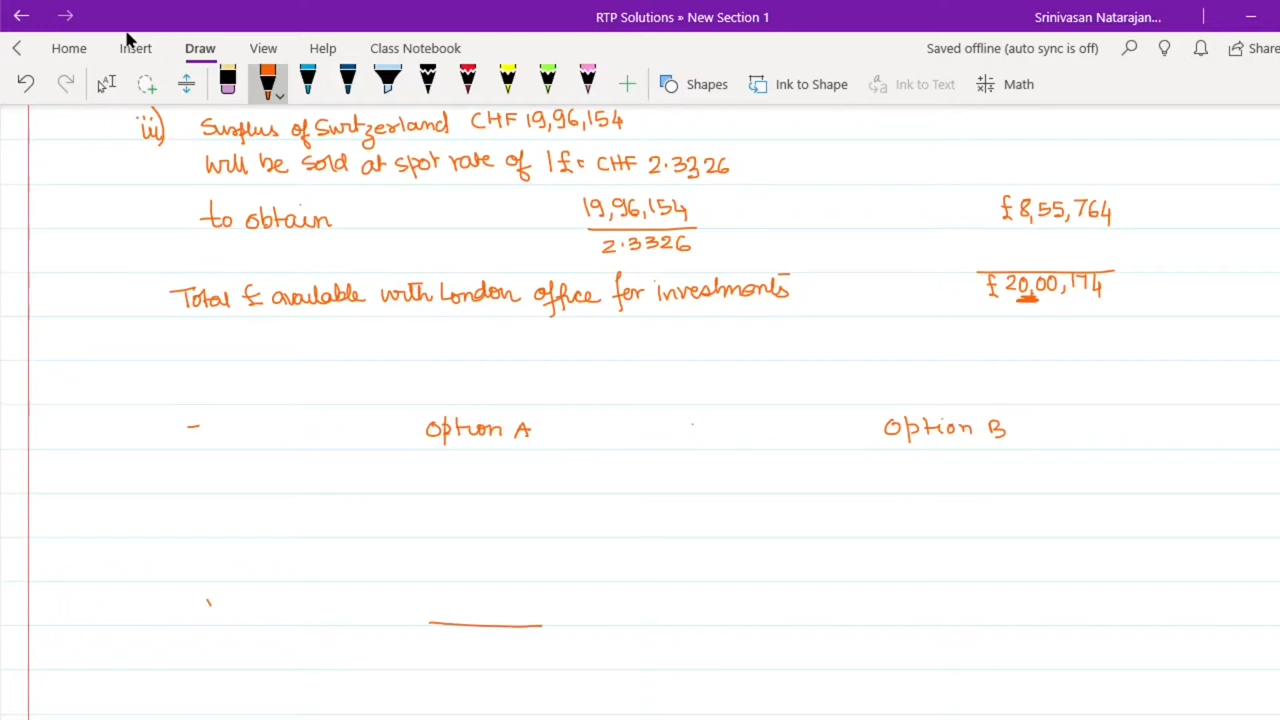 RTP Solutions » New Section 1
Srinivasan Natarajan...
Home Insert Draw View Help Class Notebook
Saved offline (auto sync is off)
Share
Shapes Ink to Shape Ink to Text Math
iii) Surplus of Switzerland CHF 19,96,154
will be sold at spot rate of 1£ = CHF 2.3326
to obtain 19,96,154 £ 8,55,764
2.3326
Total £ available with London office for investments £ 20,00,174
Option A Option B